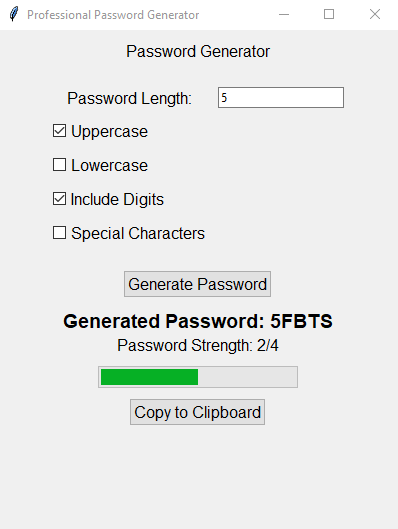 Professional Password Generator
Password Generator
Password Length: 5
Uppercase
Lowercase
Include Digits
Special Characters
Generate Password
Generated Password: 5FBTS
Password Strength: 2/4
Copy to Clipboard